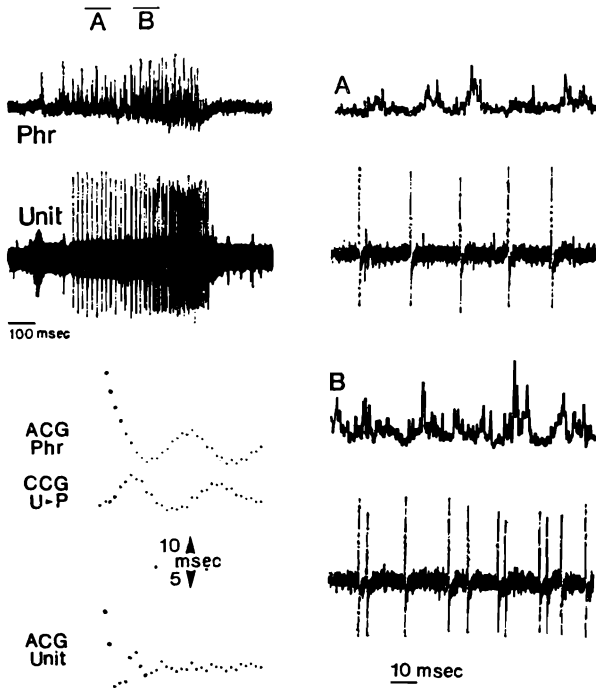 A B
Phr
Unit
100 msec
ACG
Phr
CCG
U►P
10
msec
5
ACG
Unit
A
B
10 msec